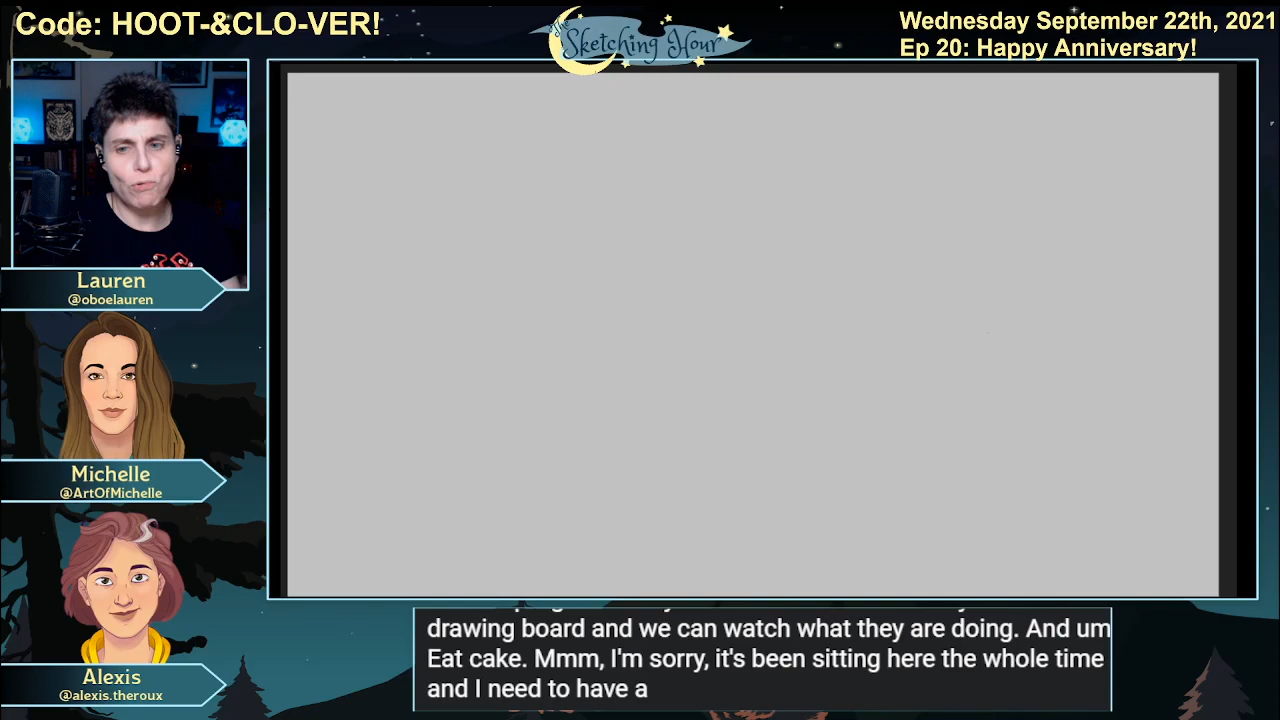 Code: HOOT-&CLO-VER!
The
Sketching Hour
Wednesday September 22th, 2021
Ep 20: Happy Anniversary!
Lauren
@oboelauren
Michelle
@ArtOfMichelle
Alexis
@alexis.theroux
drawing board and we can watch what they are doing. And um
Eat cake. Mmm, I'm sorry, it's been sitting here the whole time
and I need to have a